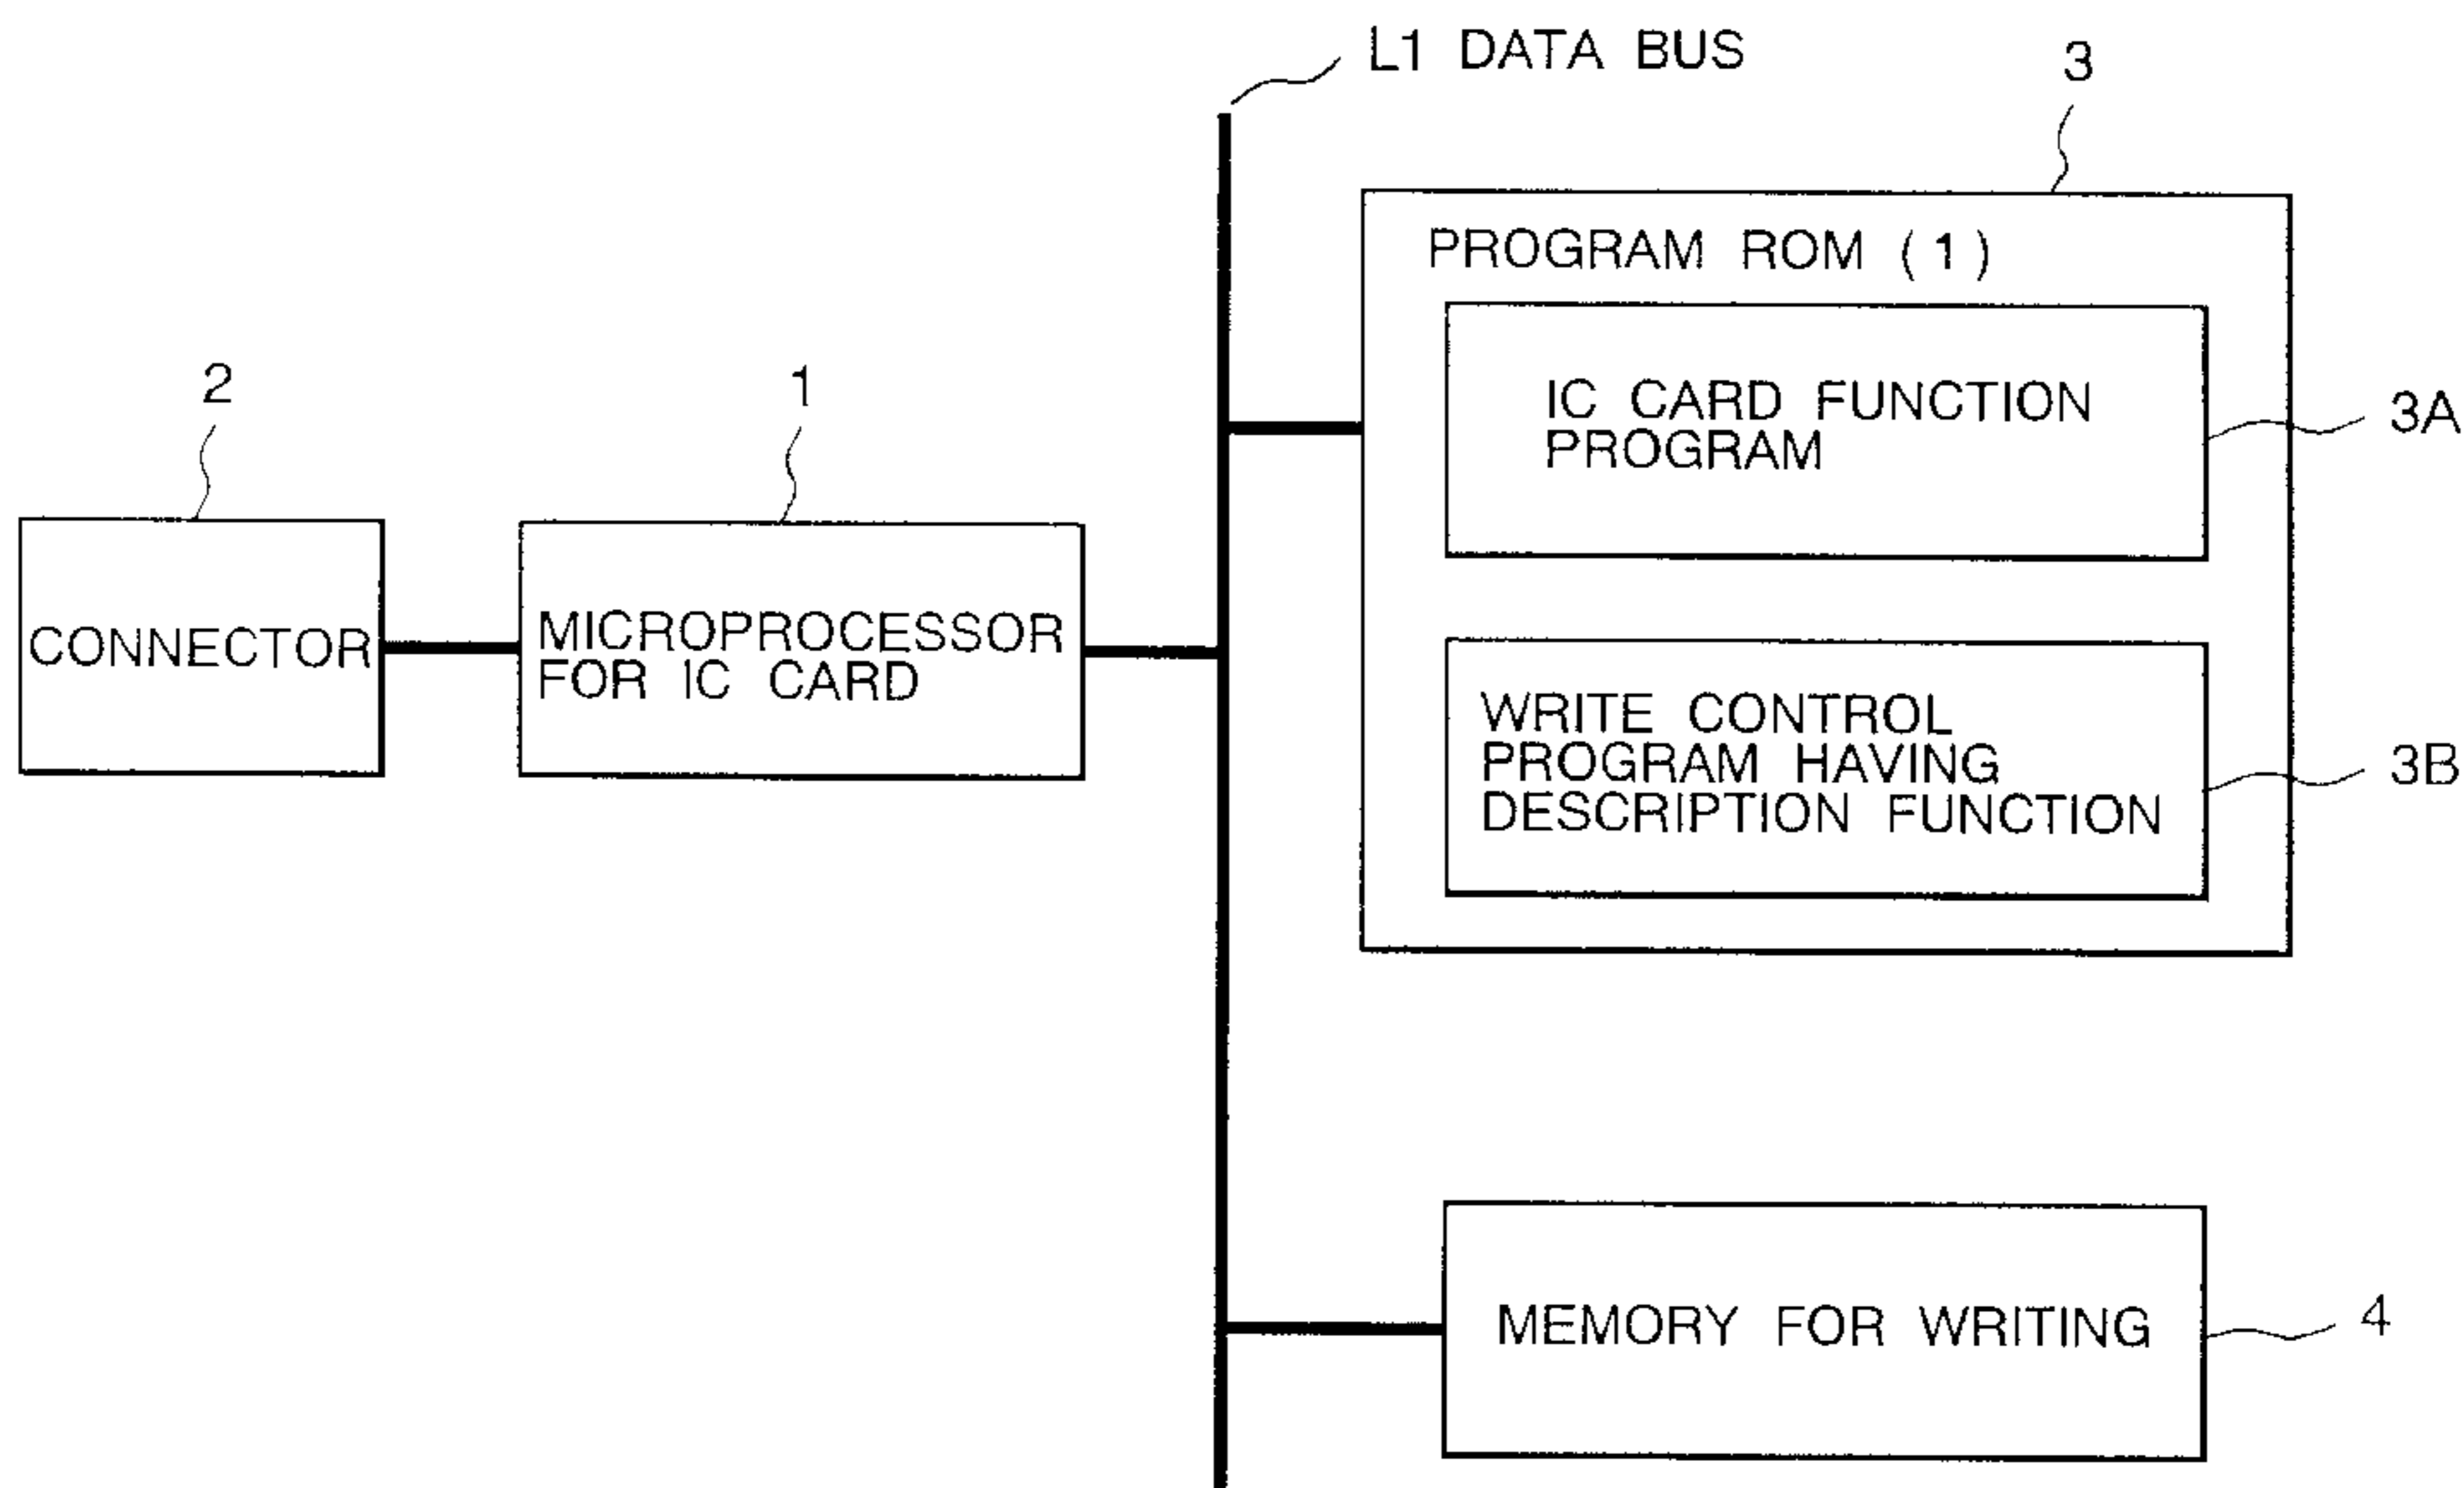 L1 DATA BUS
3
PROGRAM ROM (1)
IC CARD FUNCTION
PROGRAM
3A
2
1
CONNECTOR
MICROPROCESSOR
FOR IC CARD
WRITE CONTROL
PROGRAM HAVING
DESCRIPTION FUNCTION
3B
MEMORY FOR WRITING
4